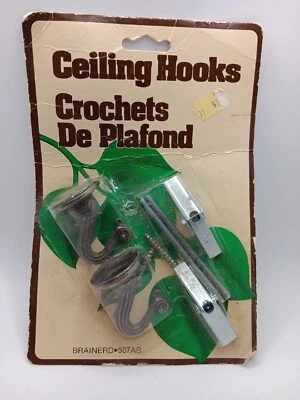 Ceiling Hooks
Crochets
De Plafond
BRAINERD•507AB